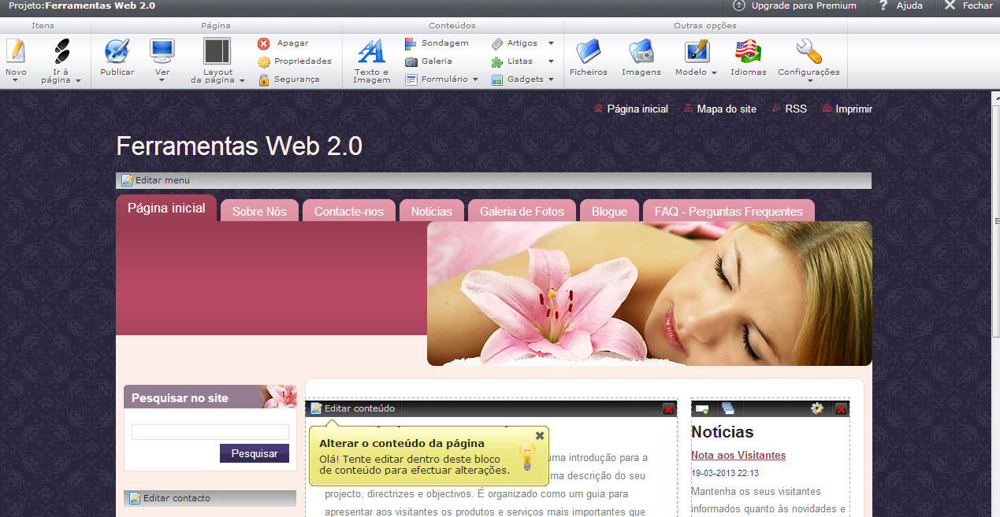 Projeto:Ferramentas Web 2.0
Upgrade para Premium
Ajuda
Fechar
Itens
Página
Conteúdos
Outras opções
Novo
Ir à página
Publicar
Ver
Layout da página
Apagar
Propriedades
Segurança
Texto e Imagem
Sondagem
Galeria
Formulário
Artigos
Listas
Gadgets
Ficheiros
Imagens
Modelo
Idiomas
Configurações
Página inicial
Mapa do site
RSS
Imprimir
Ferramentas Web 2.0
Editar menu
Página inicial
Sobre Nós
Contacte-nos
Notícias
Galeria de Fotos
Blogue
FAQ - Perguntas Frequentes
Pesquisar no site
Pesquisar
Editar contacto
Editar conteúdo
Alterar o conteúdo da página
Olá! Tente editar dentro deste bloco
de conteúdo para efectuar alterações.
introdução para a
descrição do seu
projecto, directrizes e objectivos. É organizado como um guia para
apresentar aos visitantes os produtos e serviços mais importantes que
Notícias
Nota aos Visitantes
19-03-2013 22:13
Mantenha os seus visitantes
informados quanto às novidades e